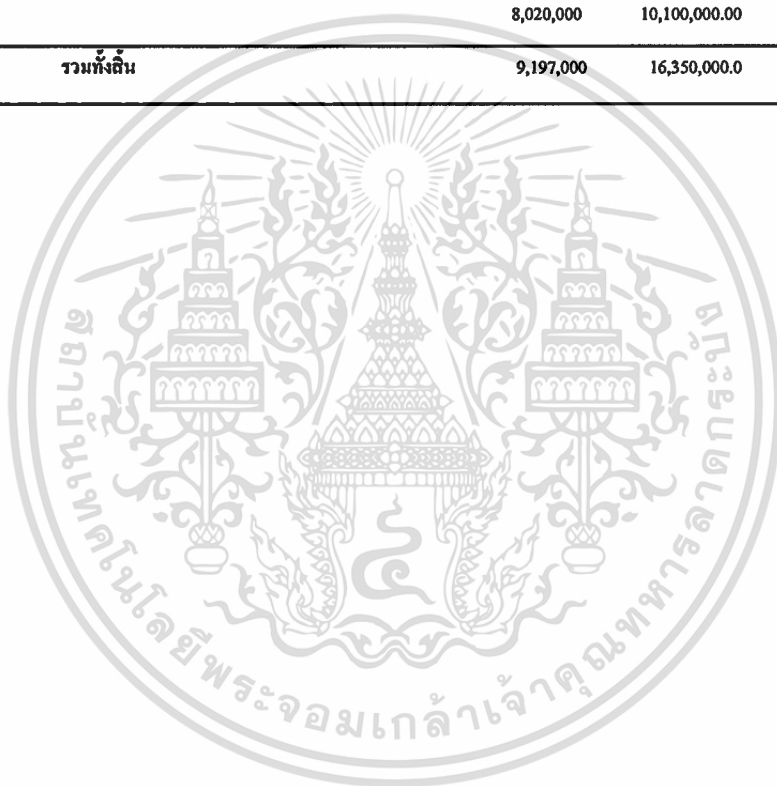 8,020,000 10,100,000.00
รวมทั้งสิ้น 9,197,000 16,350,000.0
สถาบันเทคโนโลยีพระจอมเกล้าเจ้าคุณทหารลาดกระบัง